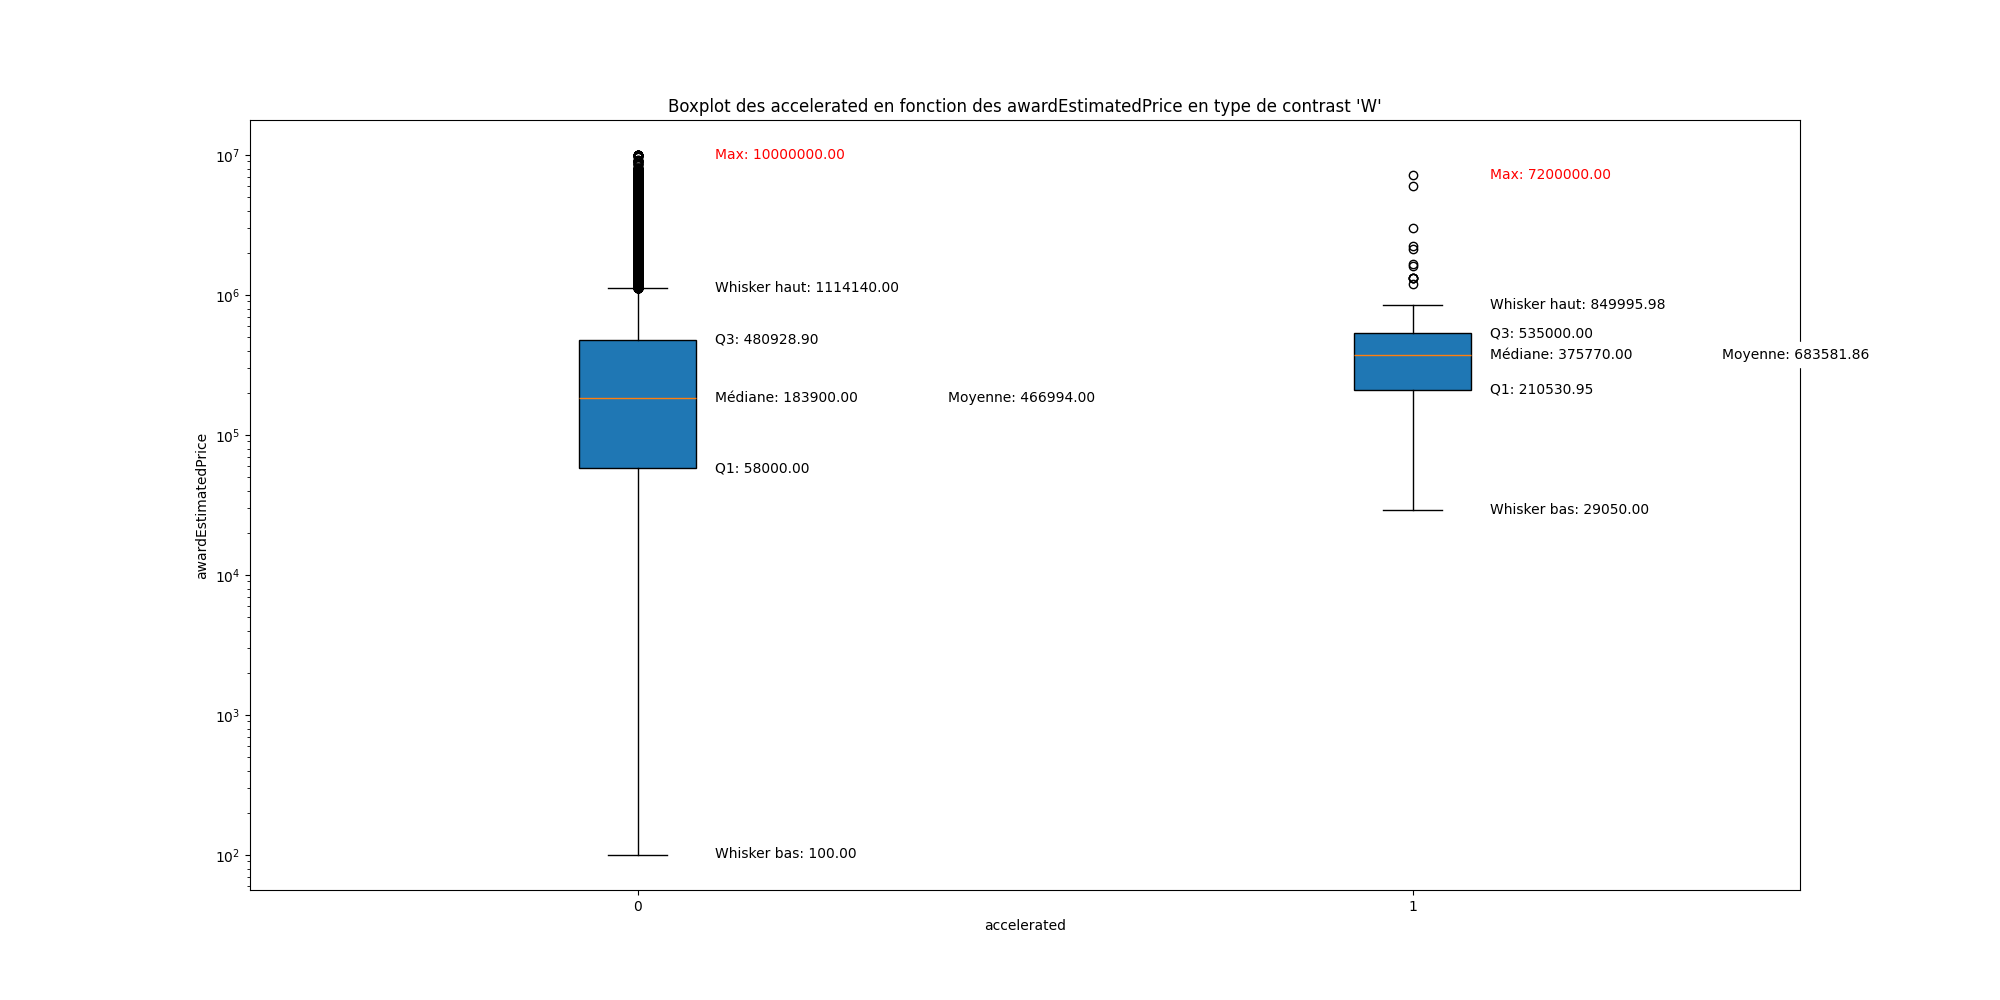 Boxplot des accelerated en fonction des awardEstimatedPrice en type de contrast 'W'
awardEstimatedPrice
10^7
10^6
10^5
10^4
10^3
10^2
Max: 10000000.00
Whisker haut: 1114140.00
Q3: 480928.90
Médiane: 183900.00
Moyenne: 466994.00
Q1: 58000.00
Whisker bas: 100.00
Max: 7200000.00
Whisker haut: 849995.98
Q3: 535000.00
Médiane: 375770.00
Moyenne: 683581.86
Q1: 210530.95
Whisker bas: 29050.00
0
1
accelerated